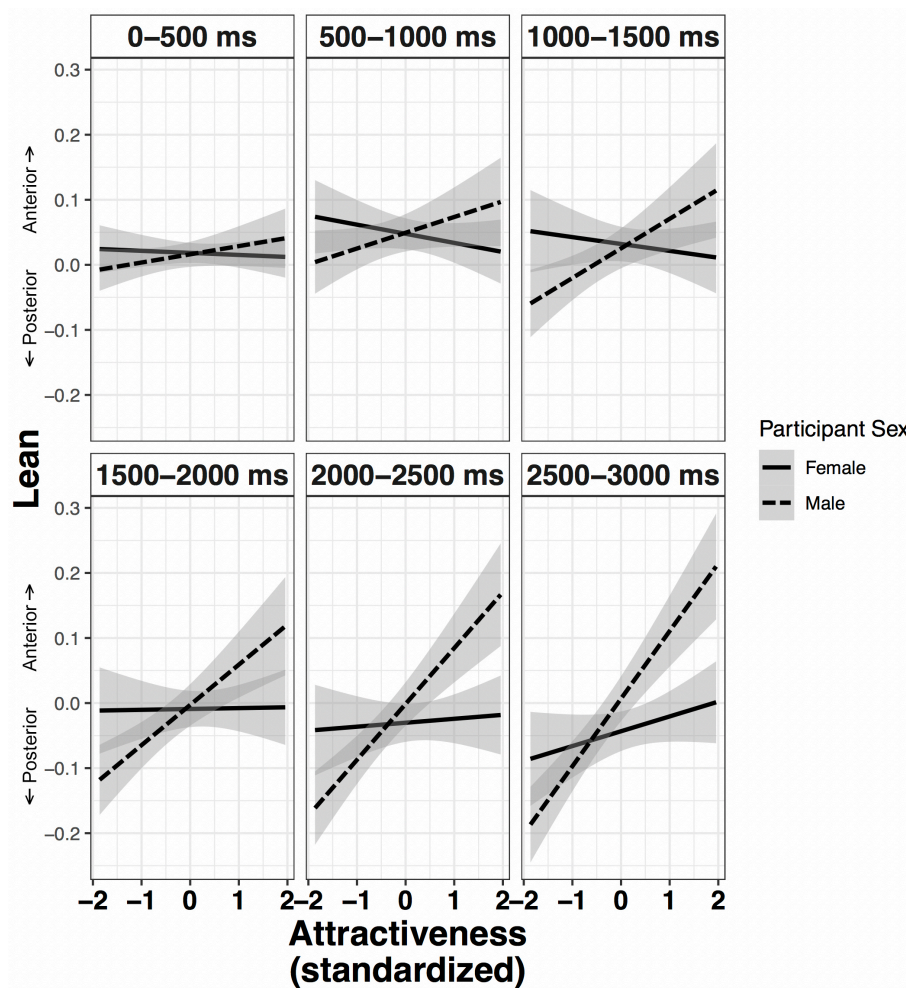 0–500 ms
500–1000 ms
1000–1500 ms
0.3
0.2
0.1
0.0
−0.1
−0.2
Anterior →
← Posterior
Lean
1500–2000 ms
2000–2500 ms
2500–3000 ms
0.3
0.2
0.1
0.0
−0.1
−0.2
Anterior →
← Posterior
−2 −1 0 1 2
−2 −1 0 1 2
−2 −1 0 1 2
Attractiveness
(standardized)
Participant Sex
Female
Male